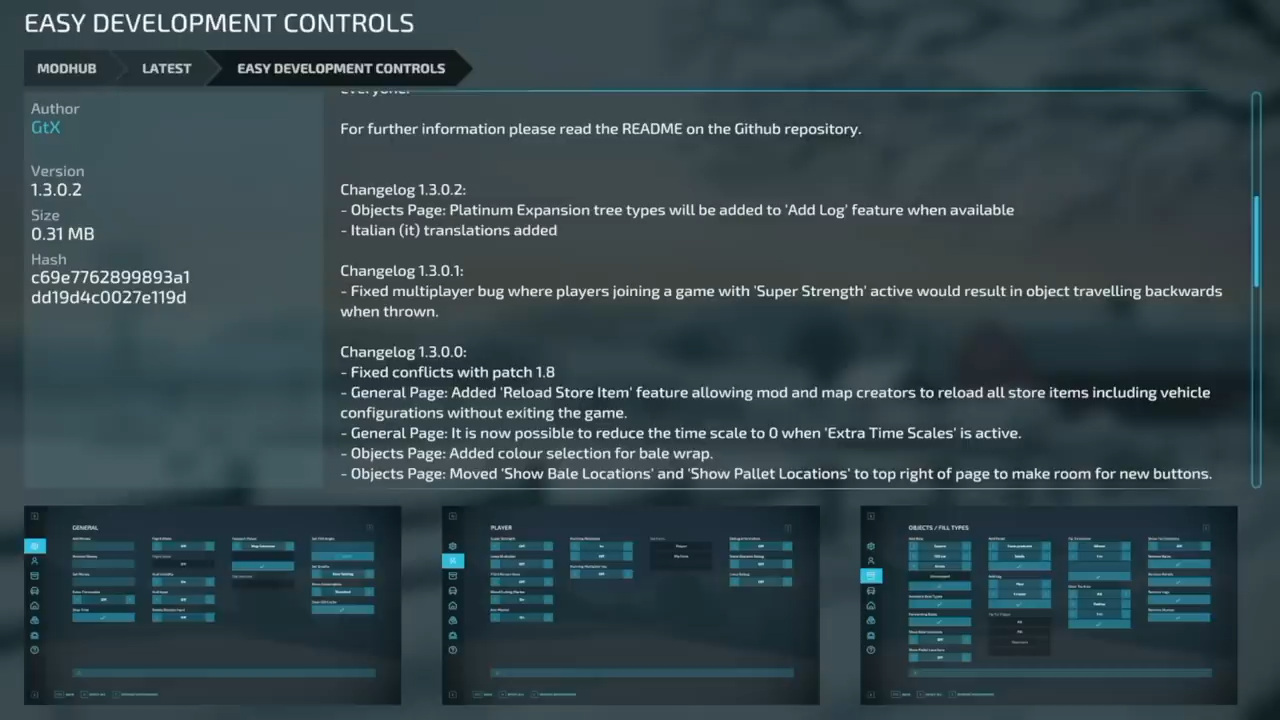 EASY DEVELOPMENT CONTROLS
MODHUB
LATEST
EASY DEVELOPMENT CONTROLS
Author
GtX
Version
1.3.0.2
Size
0.31 MB
Hash
c69e7762899893a1
dd19d4c0027e119d
For further information please read the README on the Github repository.
Changelog 1.3.0.2:
- Objects Page: Platinum Expansion tree types will be added to 'Add Log' feature when available
- Italian (it) translations added
Changelog 1.3.0.1:
- Fixed multiplayer bug where players joining a game with 'Super Strength' active would result in object travelling backwards
when thrown.
Changelog 1.3.0.0:
- Fixed conflicts with patch 1.8
- General Page: Added 'Reload Store Item' feature allowing mod and map creators to reload all store items including vehicle
configurations without exiting the game.
- General Page: It is now possible to reduce the time scale to 0 when 'Extra Time Scales' is active.
- Objects Page: Added colour selection for bale wrap.
- Objects Page: Moved 'Show Bale Locations' and 'Show Pallet Locations' to top right of page to make room for new buttons.
GENERAL
PLAYER
OBJECTS / FILL TYPES